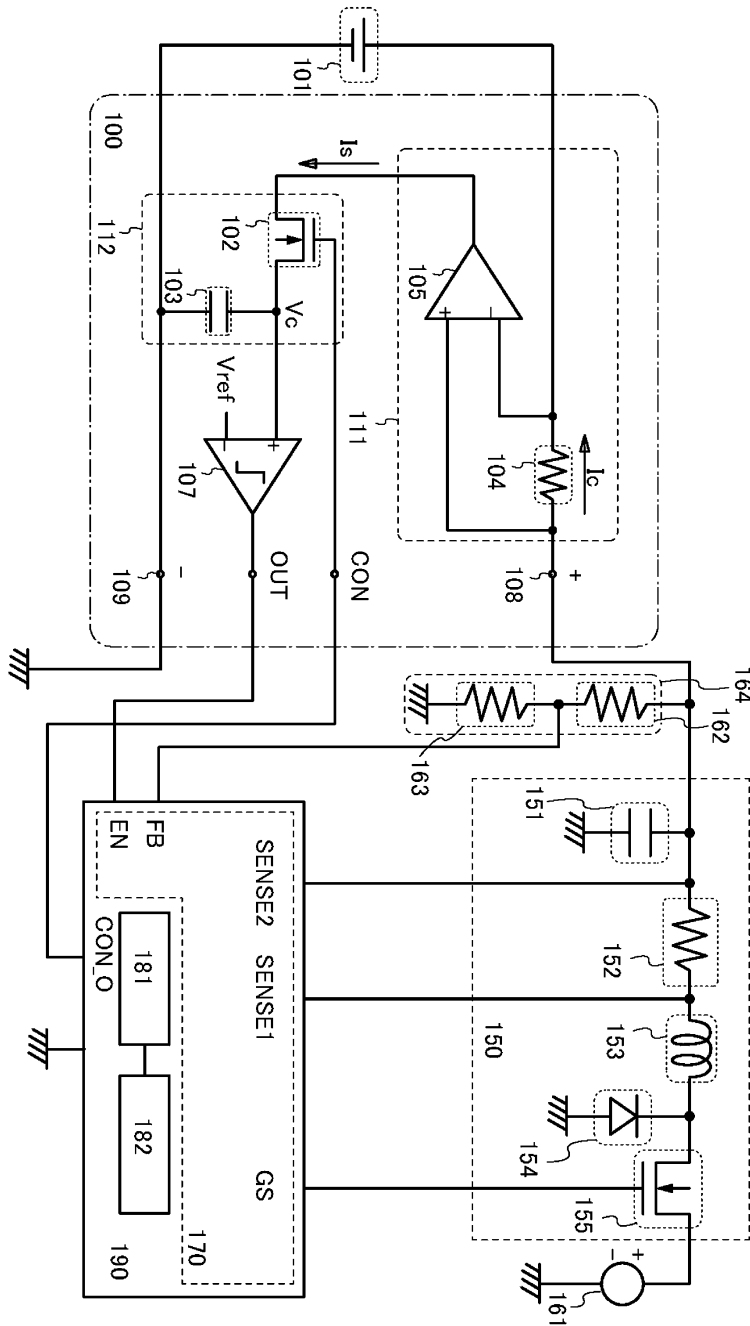 164
162
+
108
111
Ic
104
-
+
105
151
152
153
154
155
+
-
161
163
150
Is
CON
102
112
100
103
Vc
Vref
+
-
107
OUT
-
109
101
SENSE2
SENSE1
GS
FB
EN
170
181
182
CON_O
190